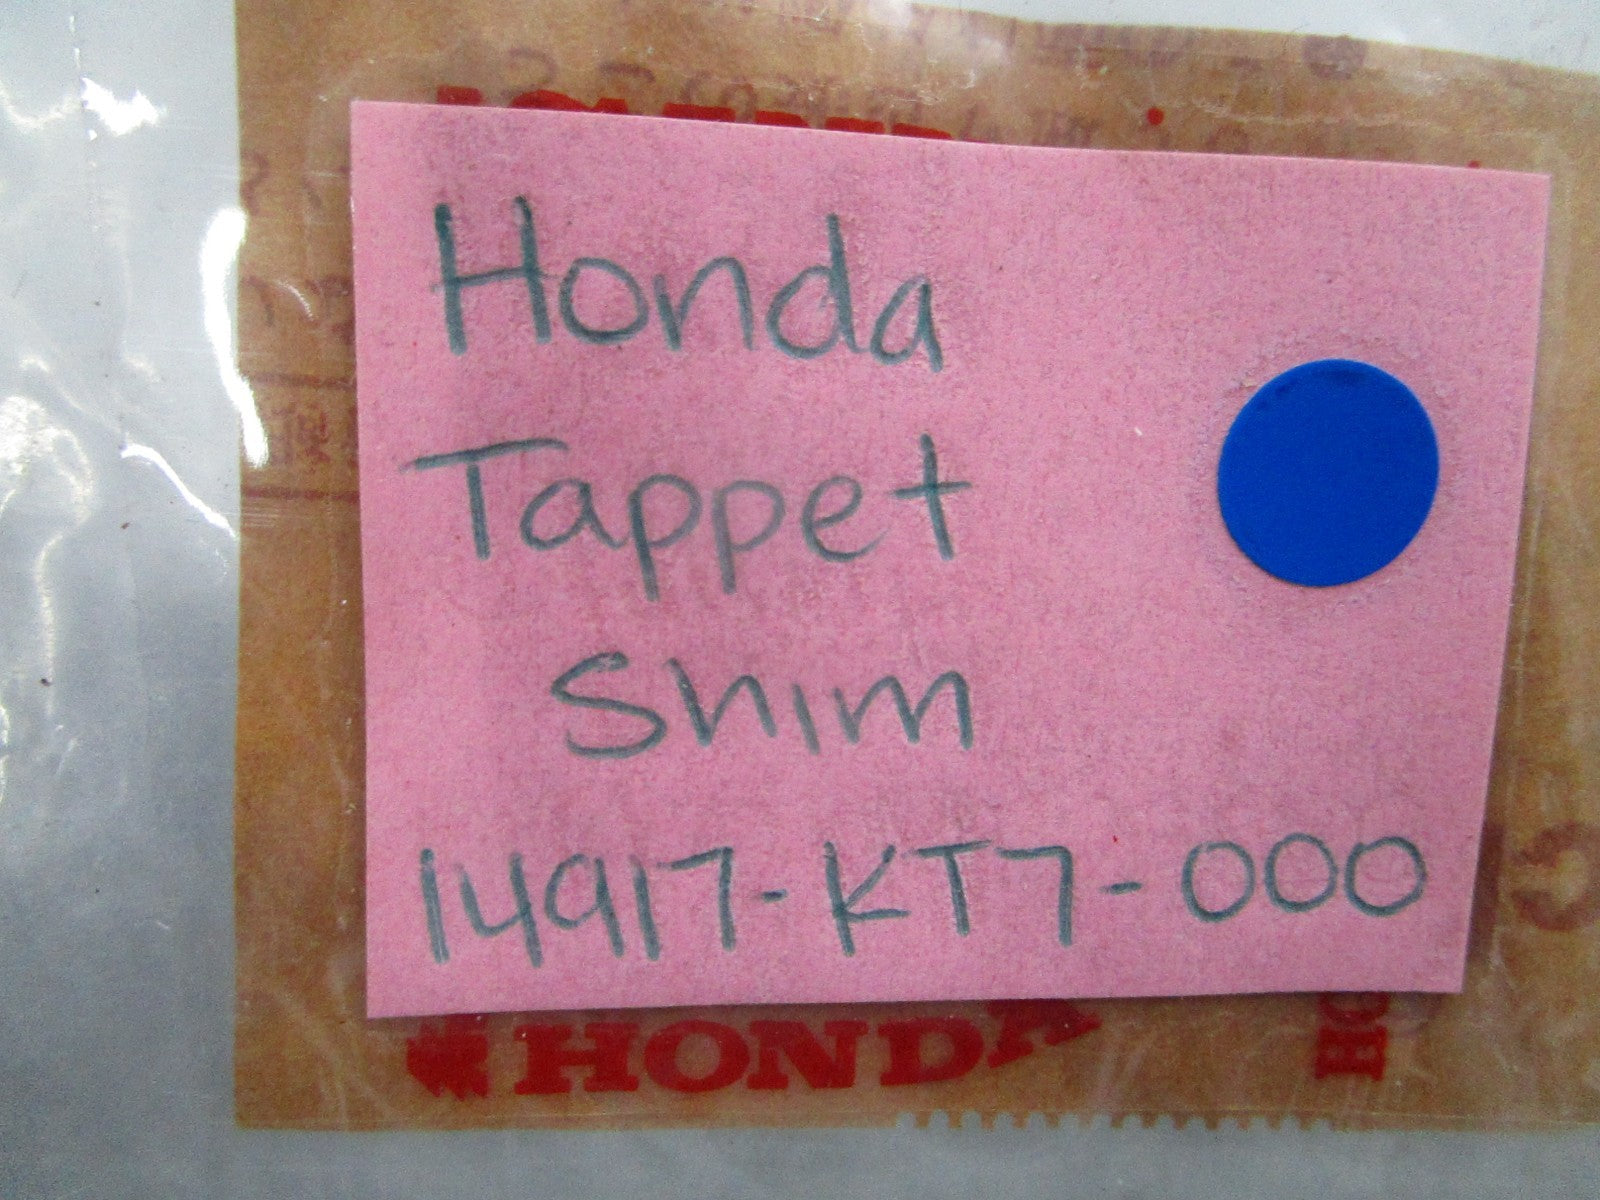 Honda
Tappet
Shim
14917-KT7-000
HONDA